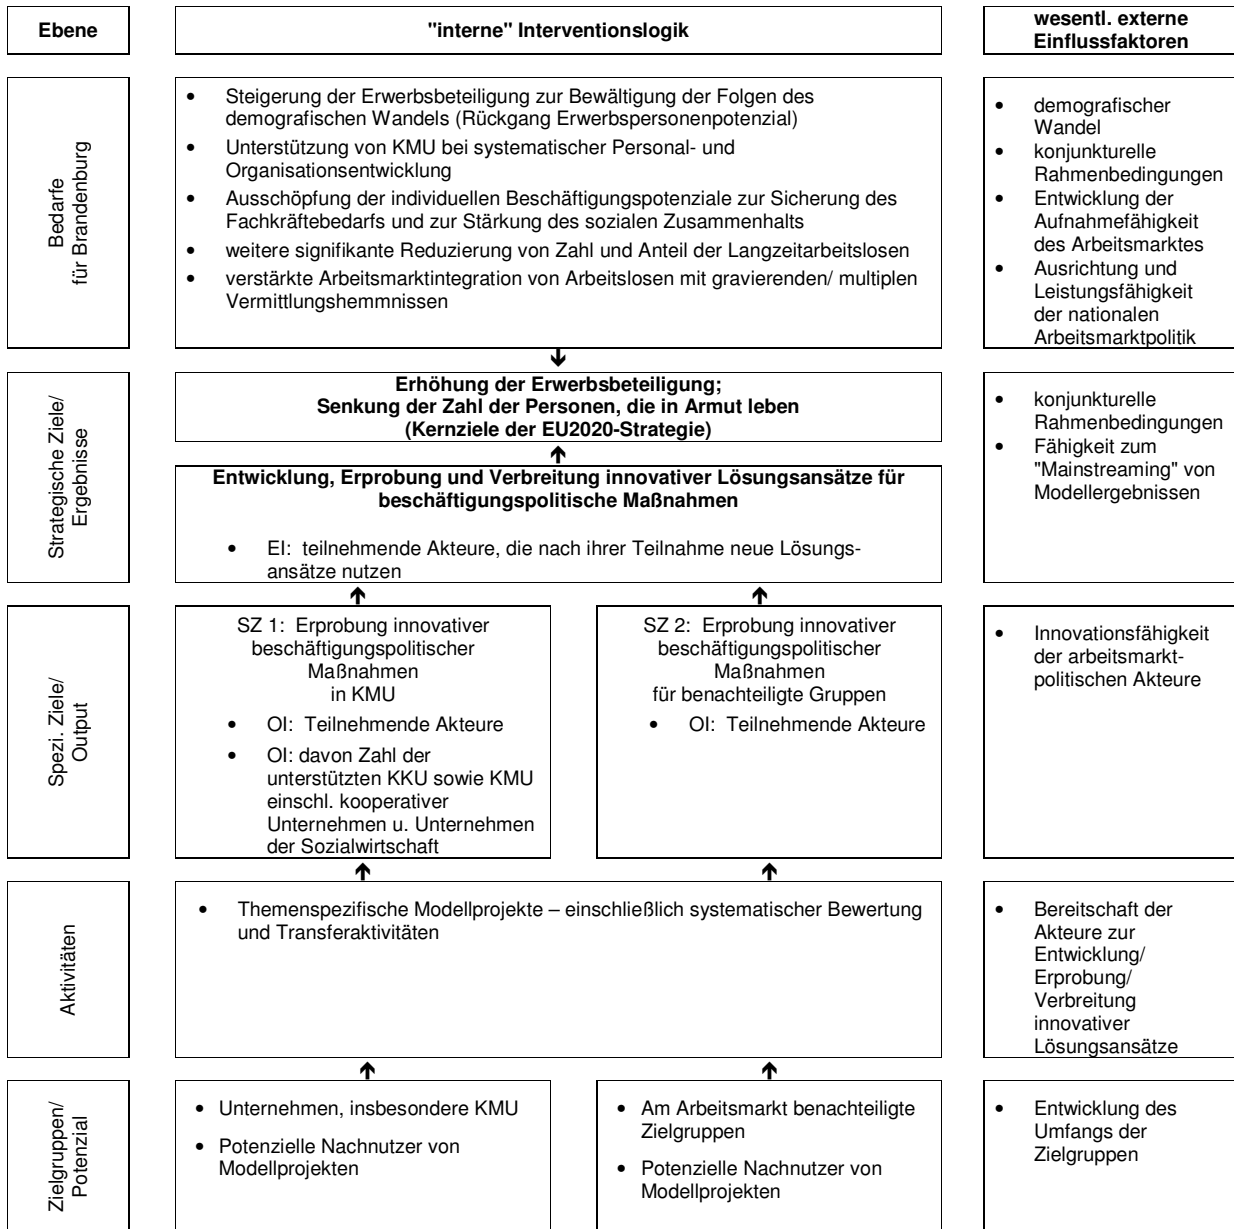 Ebene
"interne" Interventionslogik
wesentl. externe
Einflussfaktoren
Bedarfe
für Brandenburg
• Steigerung der Erwerbsbeteiligung zur Bewältigung der Folgen des
demografischen Wandels (Rückgang Erwerbspersonenpotenzial)
• Unterstützung von KMU bei systematischer Personal- und
Organisationsentwicklung
• Ausschöpfung der individuellen Beschäftigungspotenziale zur Sicherung des
Fachkräftebedarfs und zur Stärkung des sozialen Zusammenhalts
• weitere signifikante Reduzierung von Zahl und Anteil der Langzeitarbeitslosen
• verstärkte Arbeitsmarktintegration von Arbeitslosen mit gravierenden/ multiplen
Vermittlungshemmnissen
• demografischer
Wandel
• konjunkturelle
Rahmenbedingungen
• Entwicklung der
Aufnahmefähigkeit
des Arbeitsmarktes
• Ausrichtung und
Leistungsfähigkeit
der nationalen
Arbeitsmarktpolitik
Strategische Ziele/
Ergebnisse
Erhöhung der Erwerbsbeteiligung;
Senkung der Zahl der Personen, die in Armut leben
(Kernziele der EU2020-Strategie)
Entwicklung, Erprobung und Verbreitung innovativer Lösungsansätze für
beschäftigungspolitische Maßnahmen
• EI: teilnehmende Akteure, die nach ihrer Teilnahme neue Lösungs-
ansätze nutzen
• konjunkturelle
Rahmenbedingungen
• Fähigkeit zum
"Mainstreaming" von
Modellergebnissen
Spezi. Ziele/
Output
SZ 1: Erprobung innovativer
beschäftigungspolitischer
Maßnahmen
in KMU
• OI: Teilnehmende Akteure
• OI: davon Zahl der
unterstützten KKU sowie KMU
einschl. kooperativer
Unternehmen u. Unternehmen
der Sozialwirtschaft
SZ 2: Erprobung innovativer
beschäftigungspolitischer
Maßnahmen
für benachteiligte Gruppen
• OI: Teilnehmende Akteure
• Innovationsfähigkeit
der arbeitsmarkt-
politischen Akteure
Aktivitäten
• Themenspezifische Modellprojekte – einschließlich systematischer Bewertung
und Transferaktivitäten
• Bereitschaft der
Akteure zur
Entwicklung/
Erprobung/
Verbreitung
innovativer
Lösungsansätze
Zielgruppen/
Potenzial
• Unternehmen, insbesondere KMU
• Potenzielle Nachnutzer von
Modellprojekten
• Am Arbeitsmarkt benachteiligte
Zielgruppen
• Potenzielle Nachnutzer von
Modellprojekten
• Entwicklung des
Umfangs der
Zielgruppen